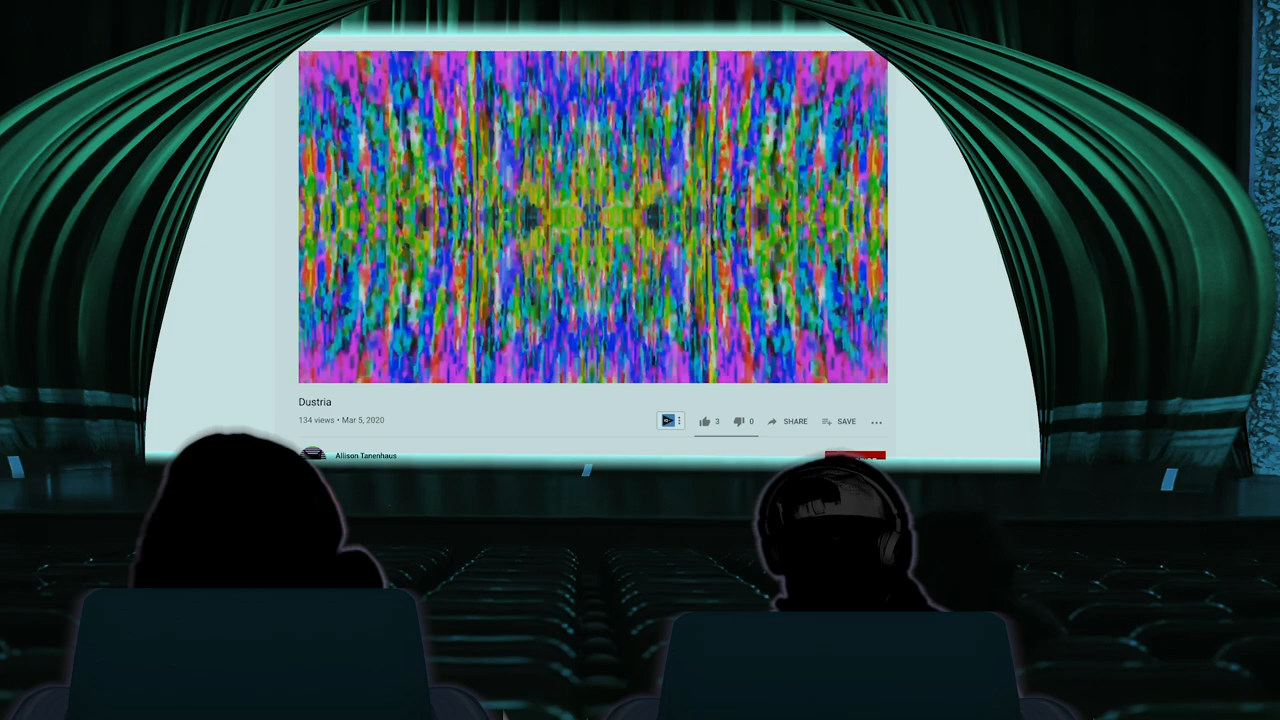 Dustria
134 views • Mar 5, 2020
3
0
SHARE
SAVE
Allison Tanenhaus